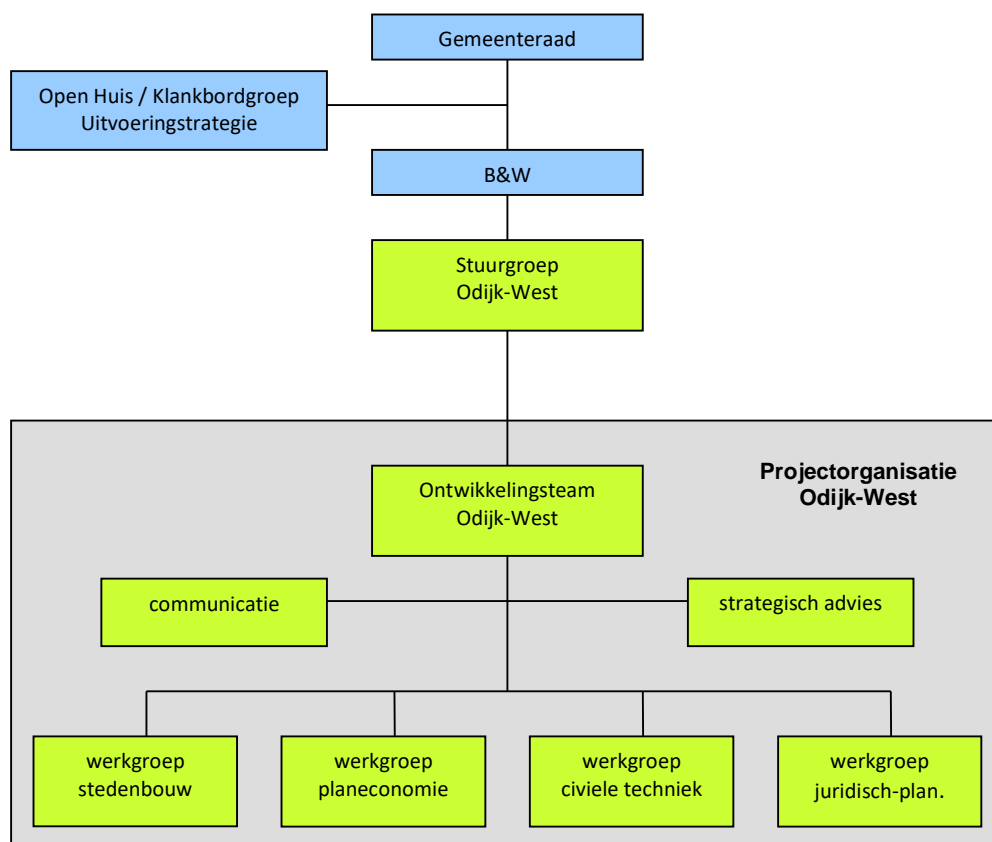 Gemeenteraad
Open Huis / Klankbordgroep
Uitvoeringstrategie
B&W
Stuurgroep
Odijk-West
Projectorganisatie
Odijk-West
Ontwikkelingsteam
Odijk-West
communicatie
strategisch advies
werkgroep
stedenbouw
werkgroep
planeconomie
werkgroep
civiele techniek
werkgroep
juridisch-plan.